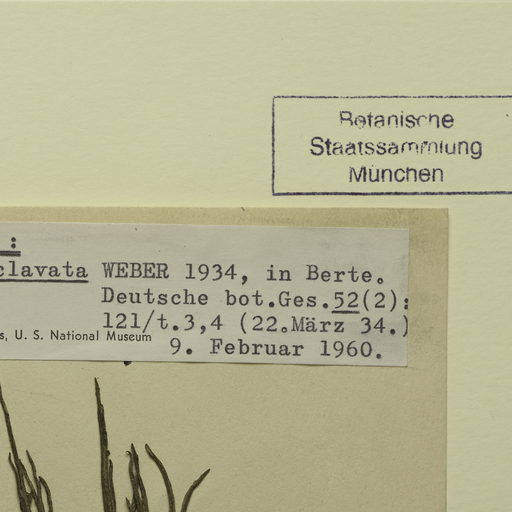 Botanische
Staatssammlung
München
:
clavata WEBER 1934, in Berte.
Deutsche bot.Ges.52(2):
121/t.3,4 (22.März 34.)
s, U. S. National Museum
9. Februar 1960.